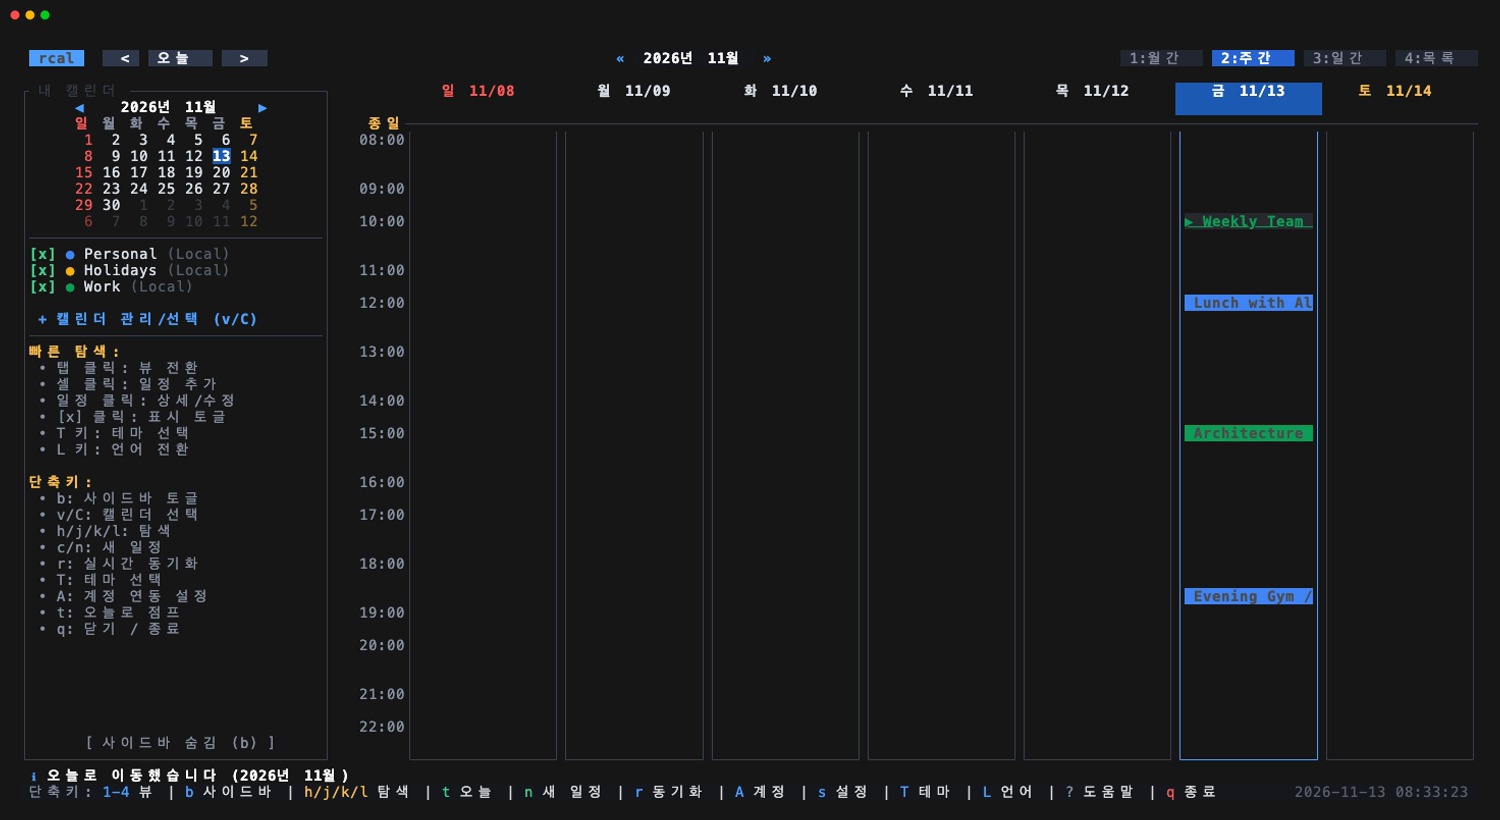 rcal < 오늘 > « 2026년 11월 » 1:월간 2:주간 3:일간 4:목록
내 캘린더
◀ 2026년 11월 ▶
일 월 화 수 목 금 토
1 2 3 4 5 6 7
8 9 10 11 12 13 14
15 16 17 18 19 20 21
22 23 24 25 26 27 28
29 30 1 2 3 4 5
6 7 8 9 10 11 12
[x] ● Personal (Local)
[x] ● Holidays (Local)
[x] ● Work (Local)
+ 캘린더 관리/선택 (v/C)
빠른 탐색:
• 탭 클릭: 뷰 전환
• 셀 클릭: 일정 추가
• 일정 클릭: 상세/수정
• [x] 클릭: 표시 토글
• T 키: 테마 선택
• L 키: 언어 전환
단축키:
• b: 사이드바 토글
• v/C: 캘린더 선택
• h/j/k/l: 탐색
• c/n: 새 일정
• r: 실시간 동기화
• T: 테마 선택
• A: 계정 연동 설정
• t: 오늘로 점프
• q: 닫기 / 종료
[ 사이드바 숨김 (b) ]
일 11/08 월 11/09 화 11/10 수 11/11 목 11/12 금 11/13 토 11/14
종일
08:00
09:00
10:00 ▶ Weekly Team
11:00
12:00 Lunch with Al
13:00
14:00
15:00 Architecture
16:00
17:00
18:00
Evening Gym /
19:00
20:00
21:00
22:00
ℹ 오늘로 이동했습니다 (2026년 11월)
단축키: 1-4 뷰 | b 사이드바 | h/j/k/l 탐색 | t 오늘 | n 새 일정 | r 동기화 | A 계정 | s 설정 | T 테마 | L 언어 | ? 도움말 | q 종료 2026-11-13 08:33:23